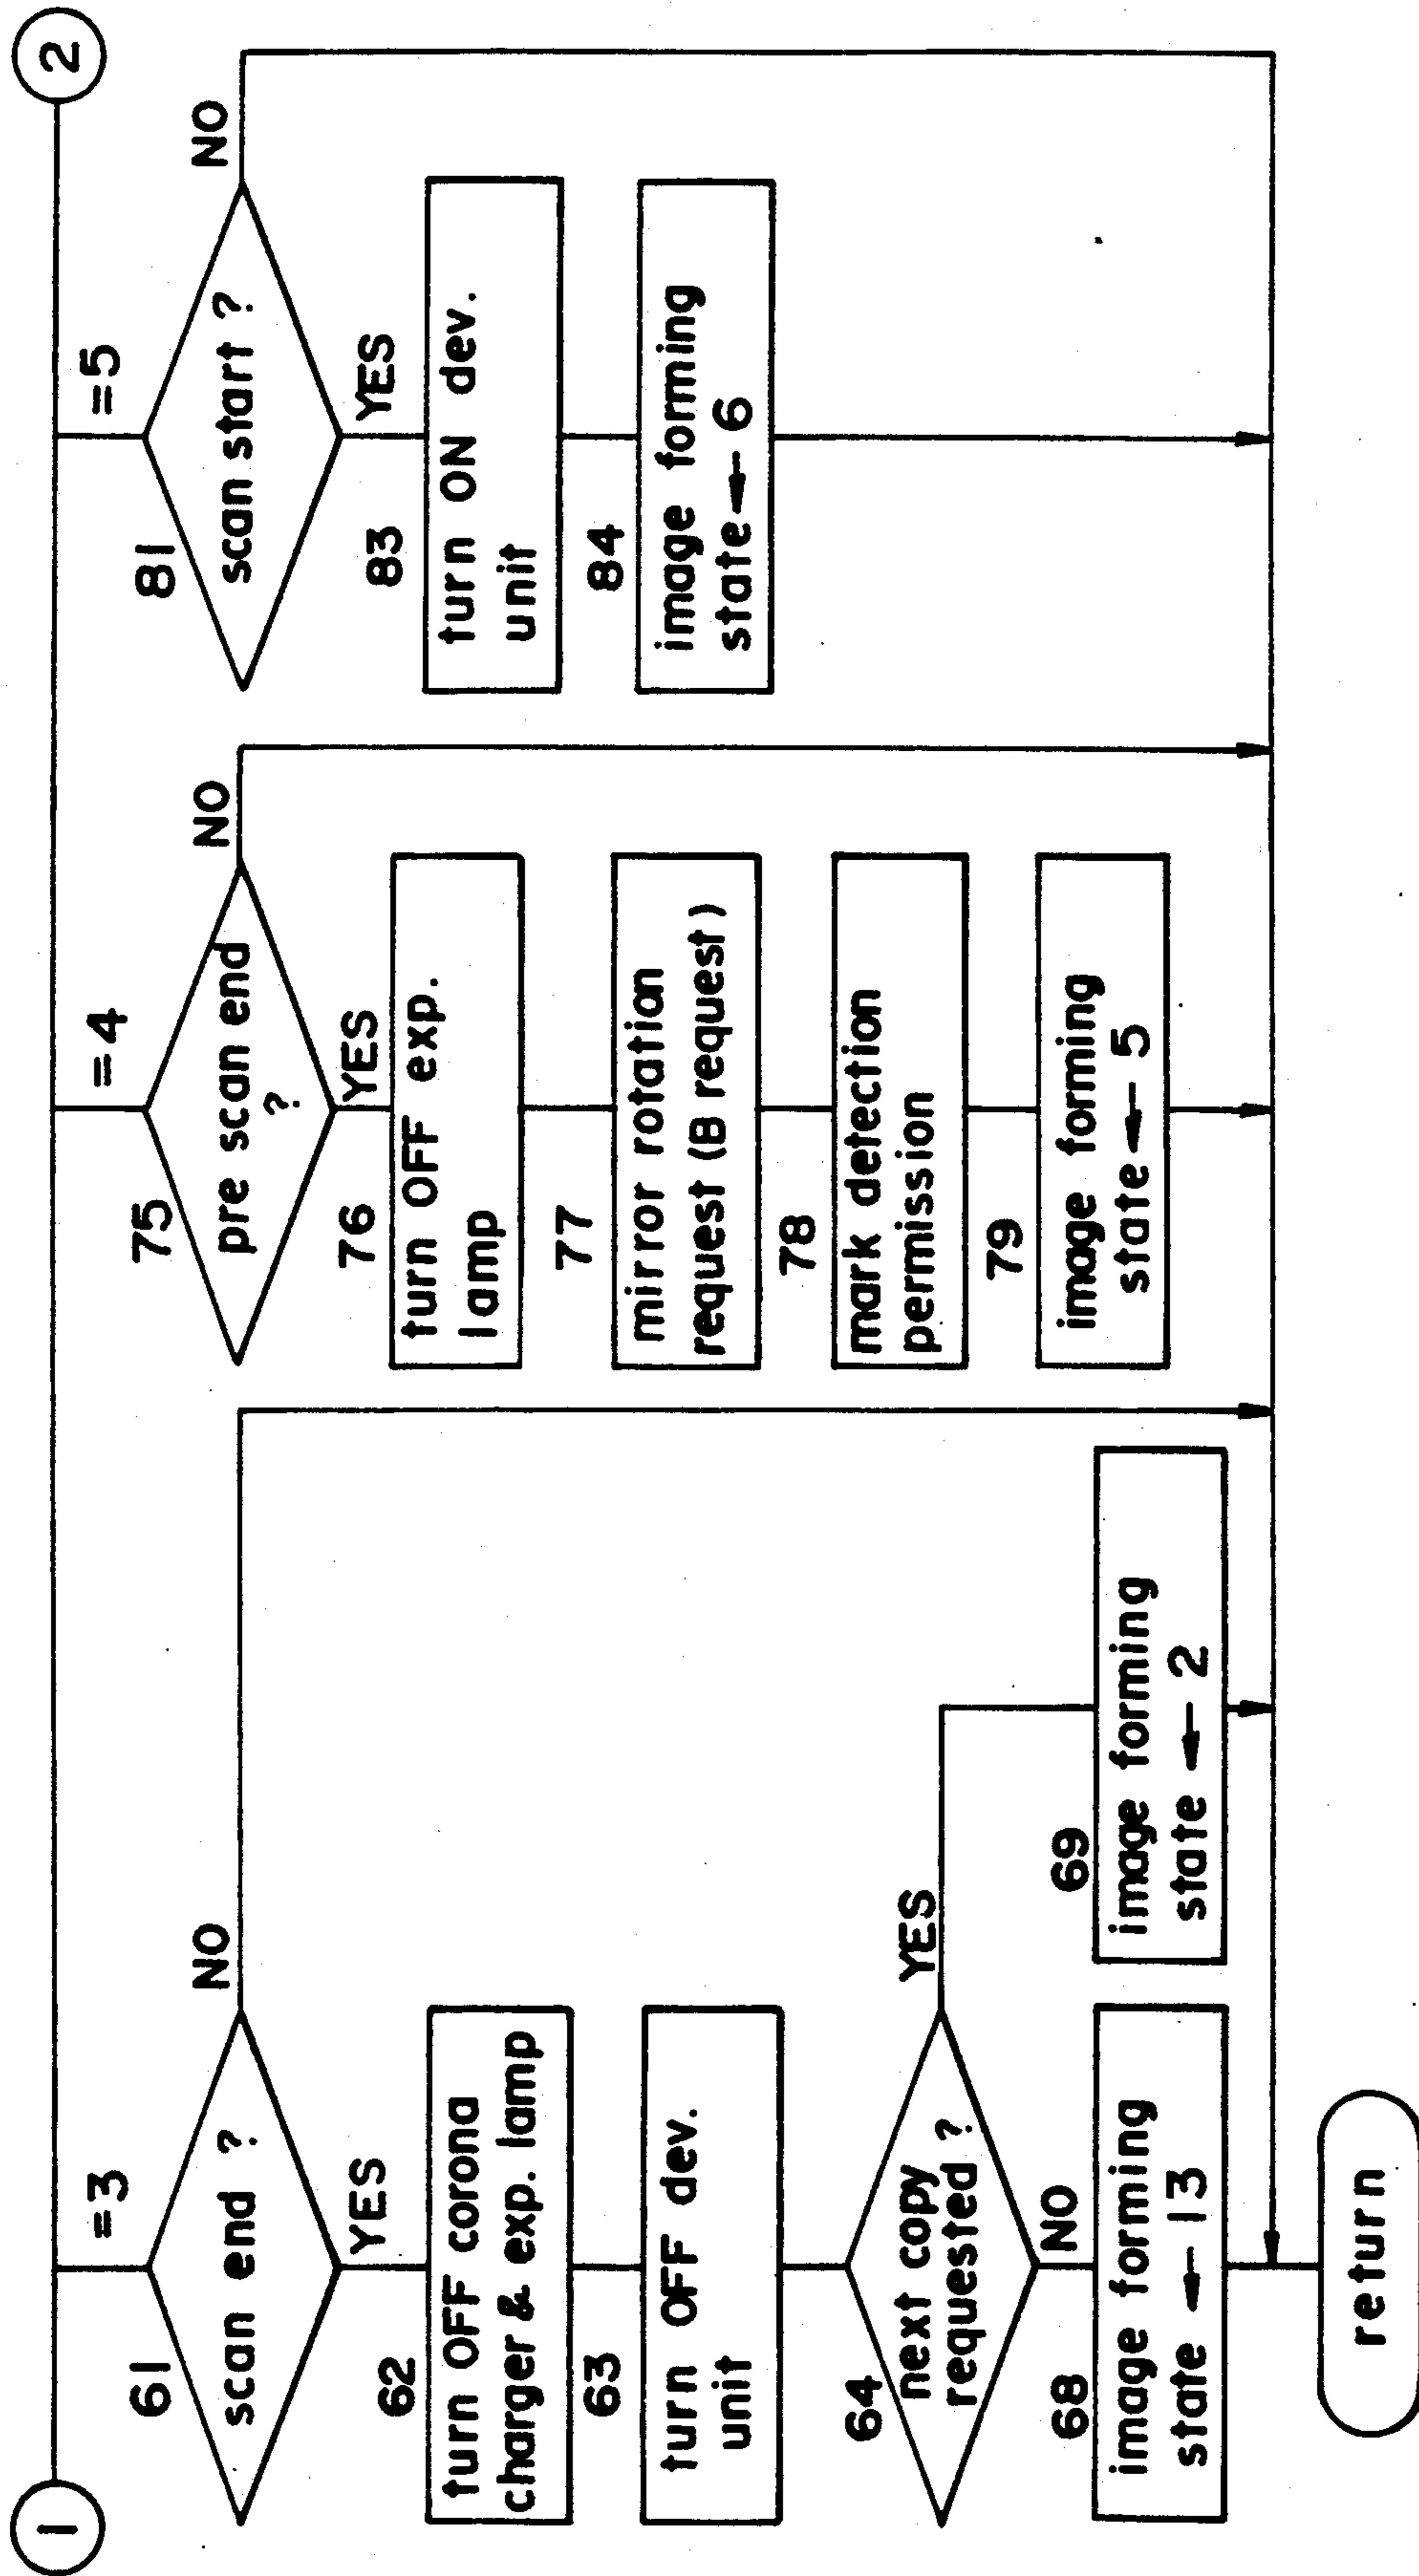 1
=3
61
scan end ?
NO
YES
62
turn OFF corona
charger & exp. lamp
63
turn OFF dev.
unit
64
next copy
requested ?
YES
NO
68
image forming
state ← 13
69
image forming
state ← 2
return
=4
75
pre scan end
?
NO
YES
76
turn OFF exp.
lamp
77
mirror rotation
request (B request)
78
mark detection
permission
79
image forming
state ← 5
=5
81
scan start ?
NO
YES
83
turn ON dev.
unit
84
image forming
state ← 6
2